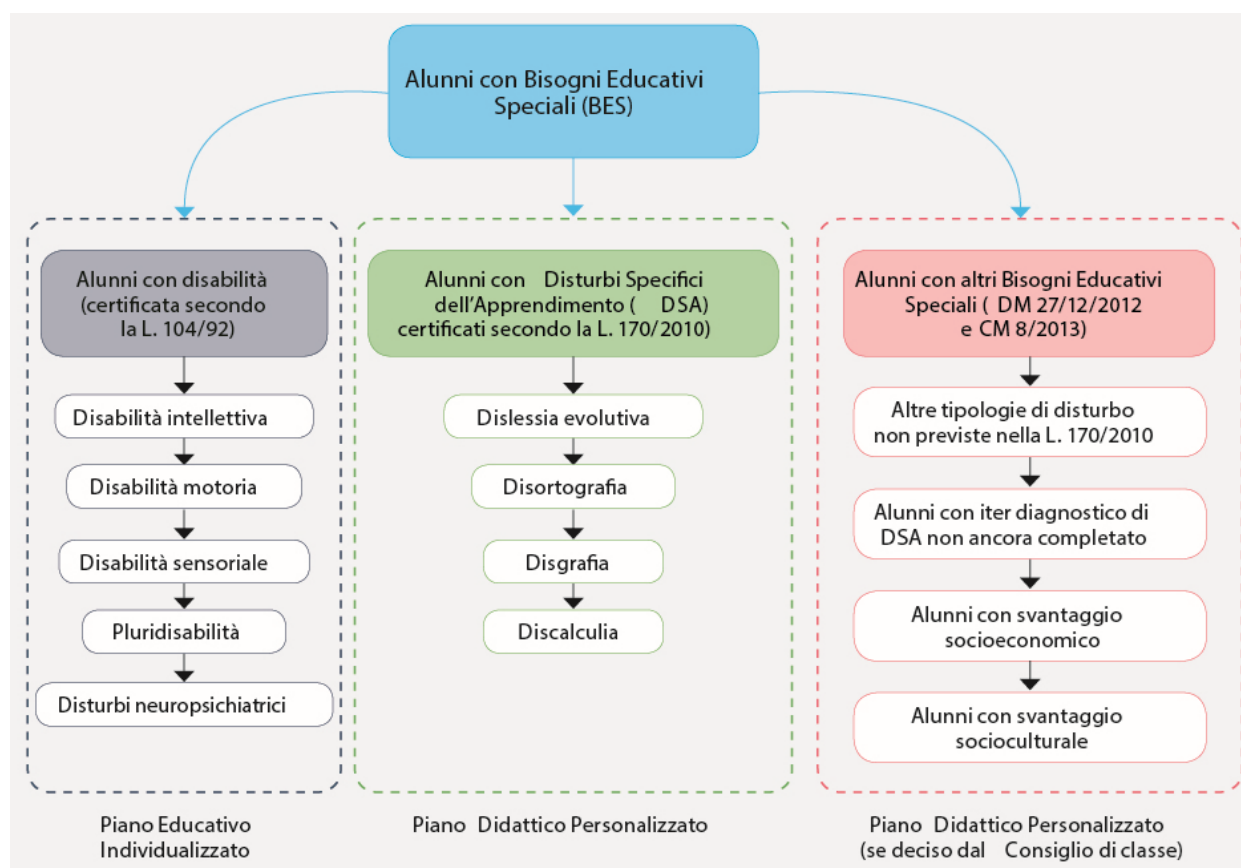 Alunni con Bisogni Educativi
Speciali (BES)
Alunni con disabilità
(certificata secondo
la L. 104/92)
Disabilità intellettiva
Disabilità motoria
Disabilità sensoriale
Pluridisabilità
Disturbi neuropsichiatrici
Piano Educativo
Individualizzato
Alunni con Disturbi Specifici
dell'Apprendimento ( DSA)
certificati secondo la L. 170/2010)
Dislessia evolutiva
Disortografia
Disgrafia
Discalculia
Piano Didattico Personalizzato
Alunni con altri Bisogni Educativi
Speciali ( DM 27/12/2012
e CM 8/2013)
Altre tipologie di disturbo
non previste nella L. 170/2010
Alunni con iter diagnostico di
DSA non ancora completato
Alunni con svantaggio
socioeconomico
Alunni con svantaggio
socioculturale
Piano Didattico Personalizzato
(se deciso dal Consiglio di classe)